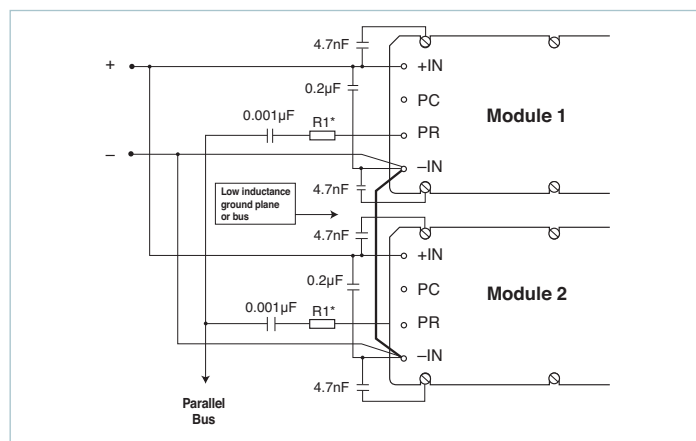 4.7nF
+
+IN
0.2µF
PC
Module 1
0.001µF
R1*
PR
–
–IN
4.7nF
Low inductance
ground plane
or bus
4.7nF
+IN
0.2µF
PC
Module 2
0.001µF
R1*
PR
–IN
4.7nF
Parallel
Bus